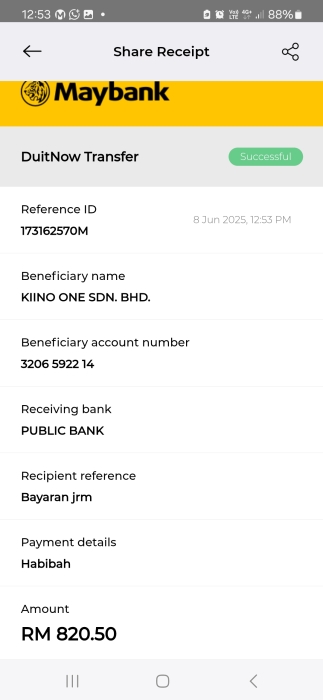 12:53
4G+
LTE
88%
Share Receipt
Maybank
DuitNow Transfer
Successful
Reference ID
8 Jun 2025, 12:53 PM
173162570M
Beneficiary name
KIINO ONE SDN. BHD.
Beneficiary account number
3206 5922 14
Receiving bank
PUBLIC BANK
Recipient reference
Bayaran jrm
Payment details
Habibah
Amount
RM 820.50